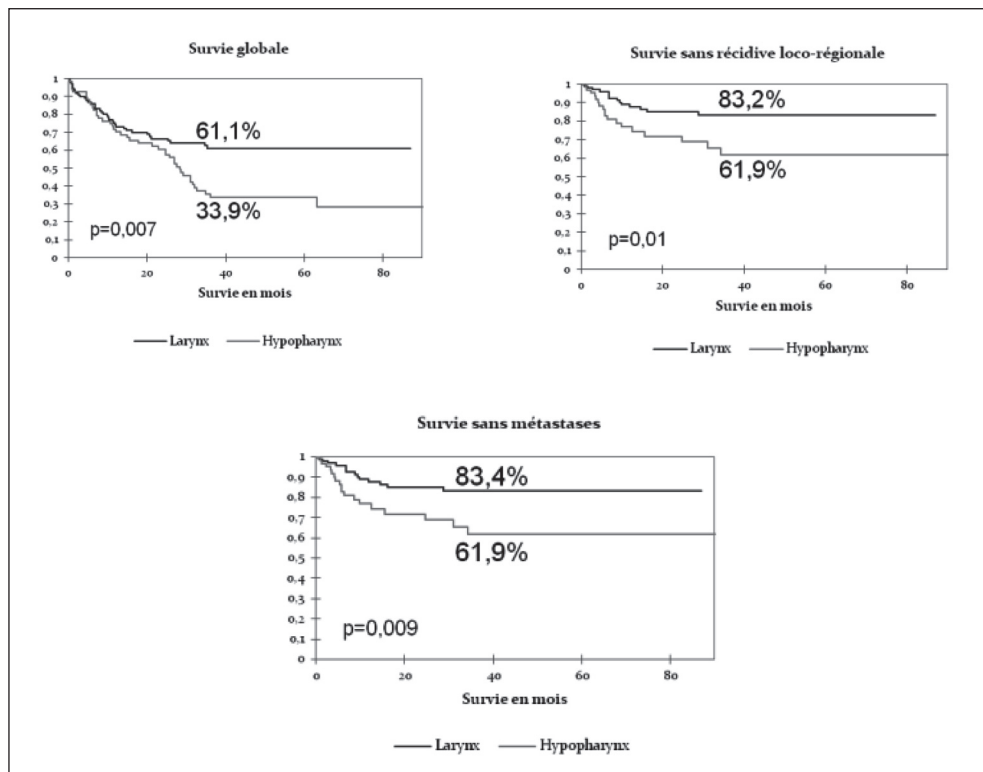 Survie globale
1
0,9
0,8
0,7
0,6
0,5
0,4
0,3
0,2
0,1
0
61,1%
33,9%
p=0,007
0 20 40 60 80
Survie en mois
Larynx Hypopharynx
Survie sans récidive loco-régionale
1
0,9
0,8
0,7
0,6
0,5
0,4
0,3
0,2
0,1
0
83,2%
61,9%
p=0,01
0 20 40 60 80
Survie en mois
Larynx Hypopharynx
Survie sans métastases
1
0,9
0,8
0,7
0,6
0,5
0,4
0,3
0,2
0,1
0
83,4%
61,9%
p=0,009
0 20 40 60 80
Survie en mois
Larynx Hypopharynx